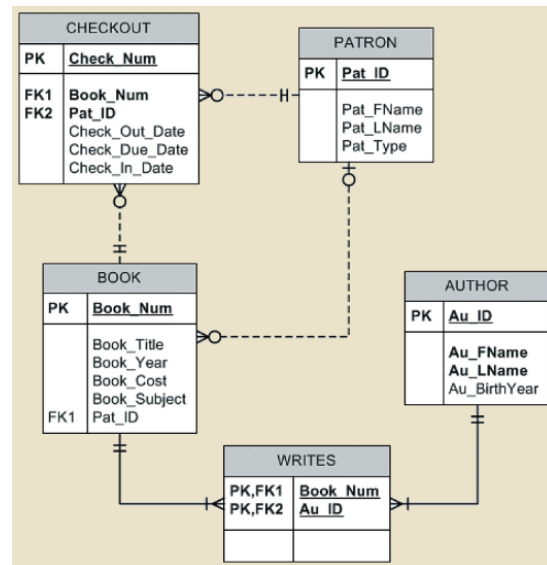 CHECKOUT
PK Check_Num
FK1 Book_Num
FK2 Pat_ID
Check_Out_Date
Check_Due_Date
Check_In_Date
PATRON
PK Pat_ID
Pat_FName
Pat_LName
Pat_Type
BOOK
PK Book_Num
Book_Title
Book_Year
Book_Cost
Book_Subject
FK1 Pat_ID
AUTHOR
PK Au_ID
Au_FName
Au_LName
Au_BirthYear
WRITES
PK,FK1 Book_Num
PK,FK2 Au_ID